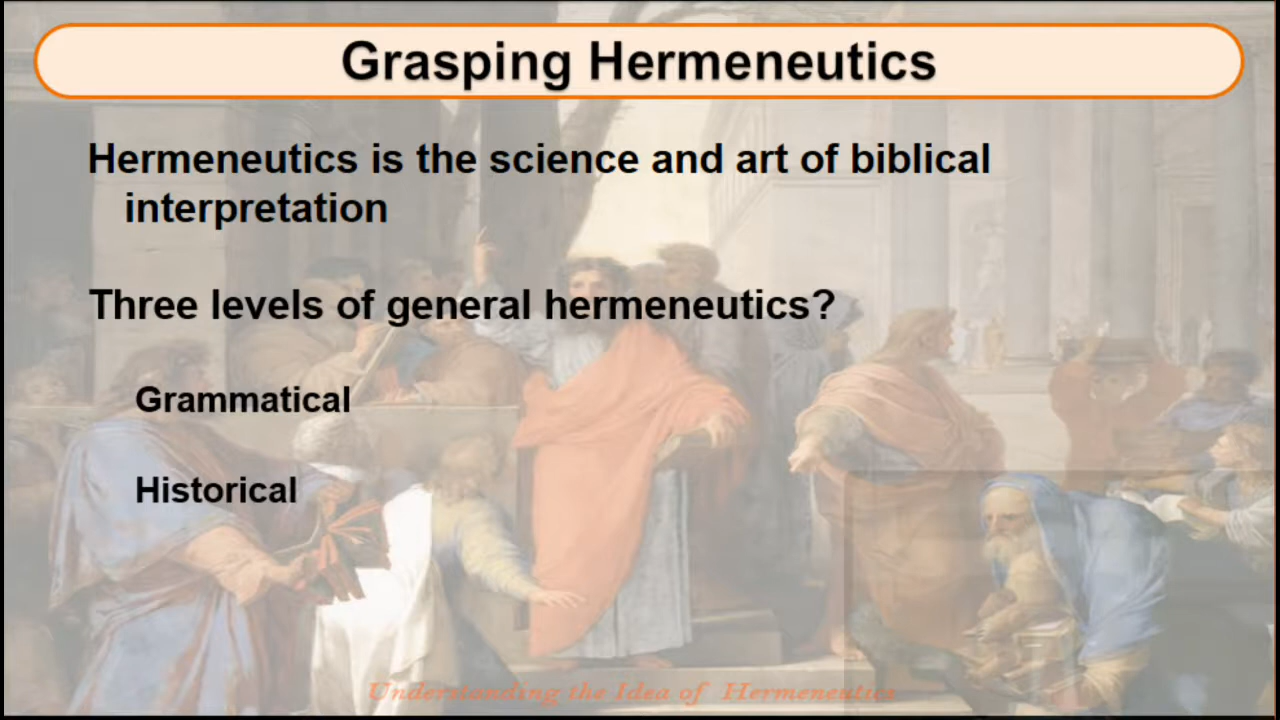 Grasping Hermeneutics
Hermeneutics is the science and art of biblical
interpretation
Three levels of general hermeneutics?
Grammatical
Historical
Understanding the Idea of Hermeneutics